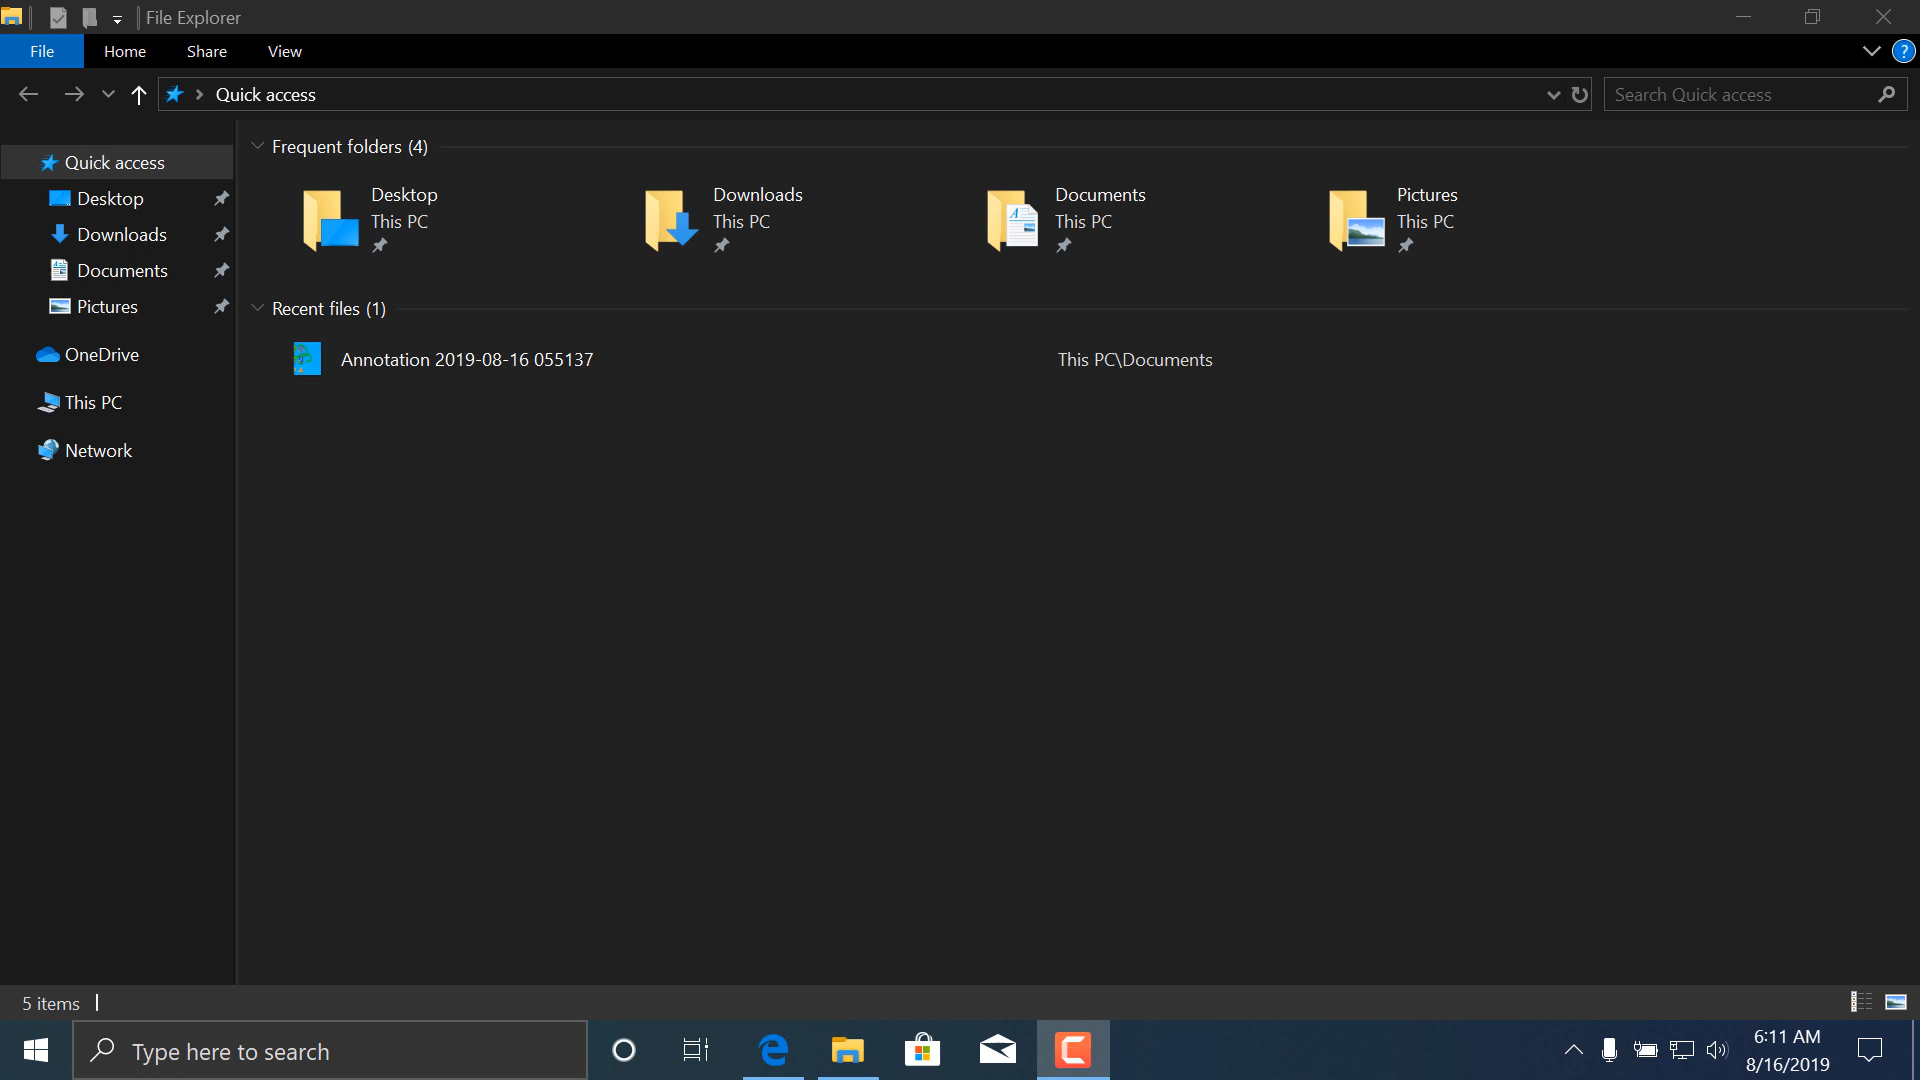 File Explorer
File Home Share View
?
Quick access
Search Quick access
Quick access
Desktop
Downloads
Documents
Pictures
OneDrive
This PC
Network
Frequent folders (4)
Desktop
This PC
Downloads
This PC
Documents
This PC
Pictures
This PC
Recent files (1)
Annotation 2019-08-16 055137 This PC\Documents
5 items
Type here to search
6:11 AM
8/16/2019